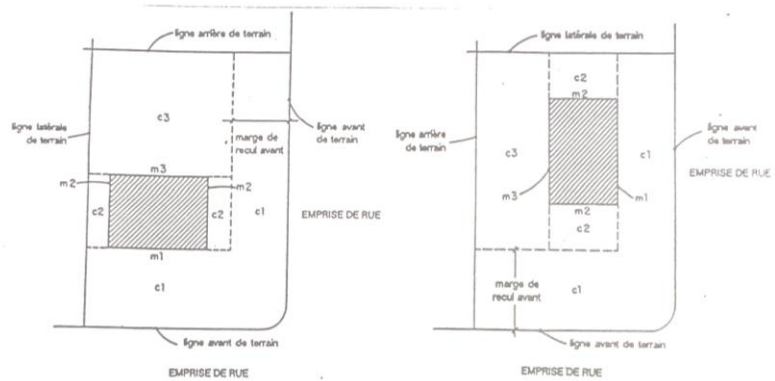 ligne arrière de terrain
c3
ligne latérale
de terrain
ligne avant
de terrain
marge de
recul avant
m3
m2
m2
c2
c2
c1
m1
c1
EMPRISE DE RUE
ligne avant de terrain
EMPRISE DE RUE
ligne latérale de terrain
c2
m2
ligne arrière
de terrain
ligne avant
de terrain
c3
c1
EMPRISE DE RUE
m3
m1
m2
c2
marge de
recul avant
c1
ligne avant de terrain
EMPRISE DE RUE